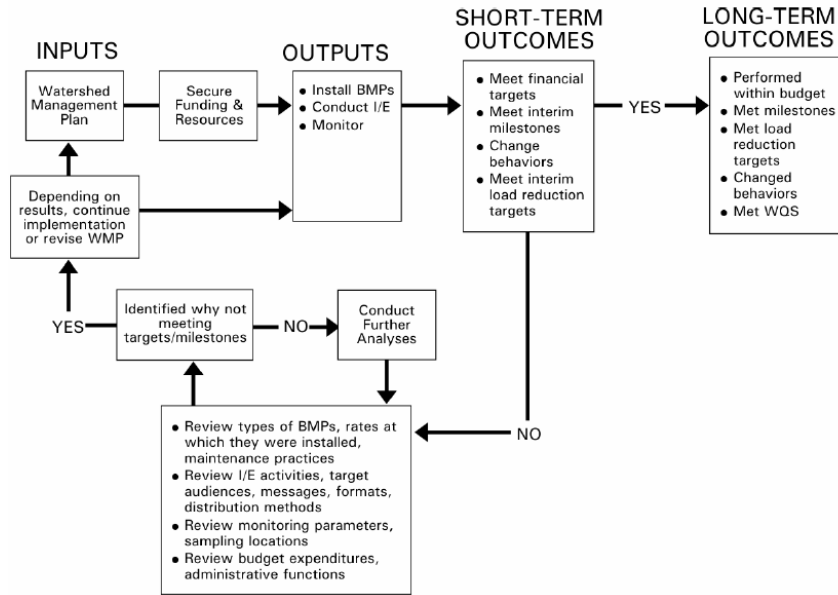 INPUTS
Watershed
Management
Plan
Secure
Funding &
Resources
OUTPUTS
• Install BMPs
• Conduct I/E
• Monitor
SHORT-TERM
OUTCOMES
• Meet financial
targets
• Meet interim
milestones
• Change
behaviors
• Meet interim
load reduction
targets
YES
LONG-TERM
OUTCOMES
• Performed
within budget
• Met milestones
• Met load
reduction
targets
• Changed
behaviors
• Met WQS
Depending on
results, continue
implementation
or revise WMP
YES
Identified why not
meeting
targets/milestones
NO
Conduct
Further
Analyses
NO
• Review types of BMPs, rates at
which they were installed,
maintenance practices
• Review I/E activities, target
audiences, messages, formats,
distribution methods
• Review monitoring parameters,
sampling locations
• Review budget expenditures,
administrative functions